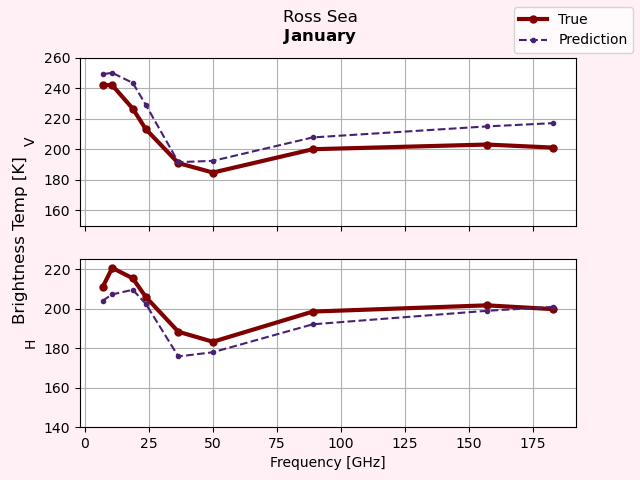 Ross Sea
January
True
Prediction
260
240
220
200
180
160
V
Brightness Temp [K]
220
200
180
160
140
H
0 25 50 75 100 125 150 175
Frequency [GHz]